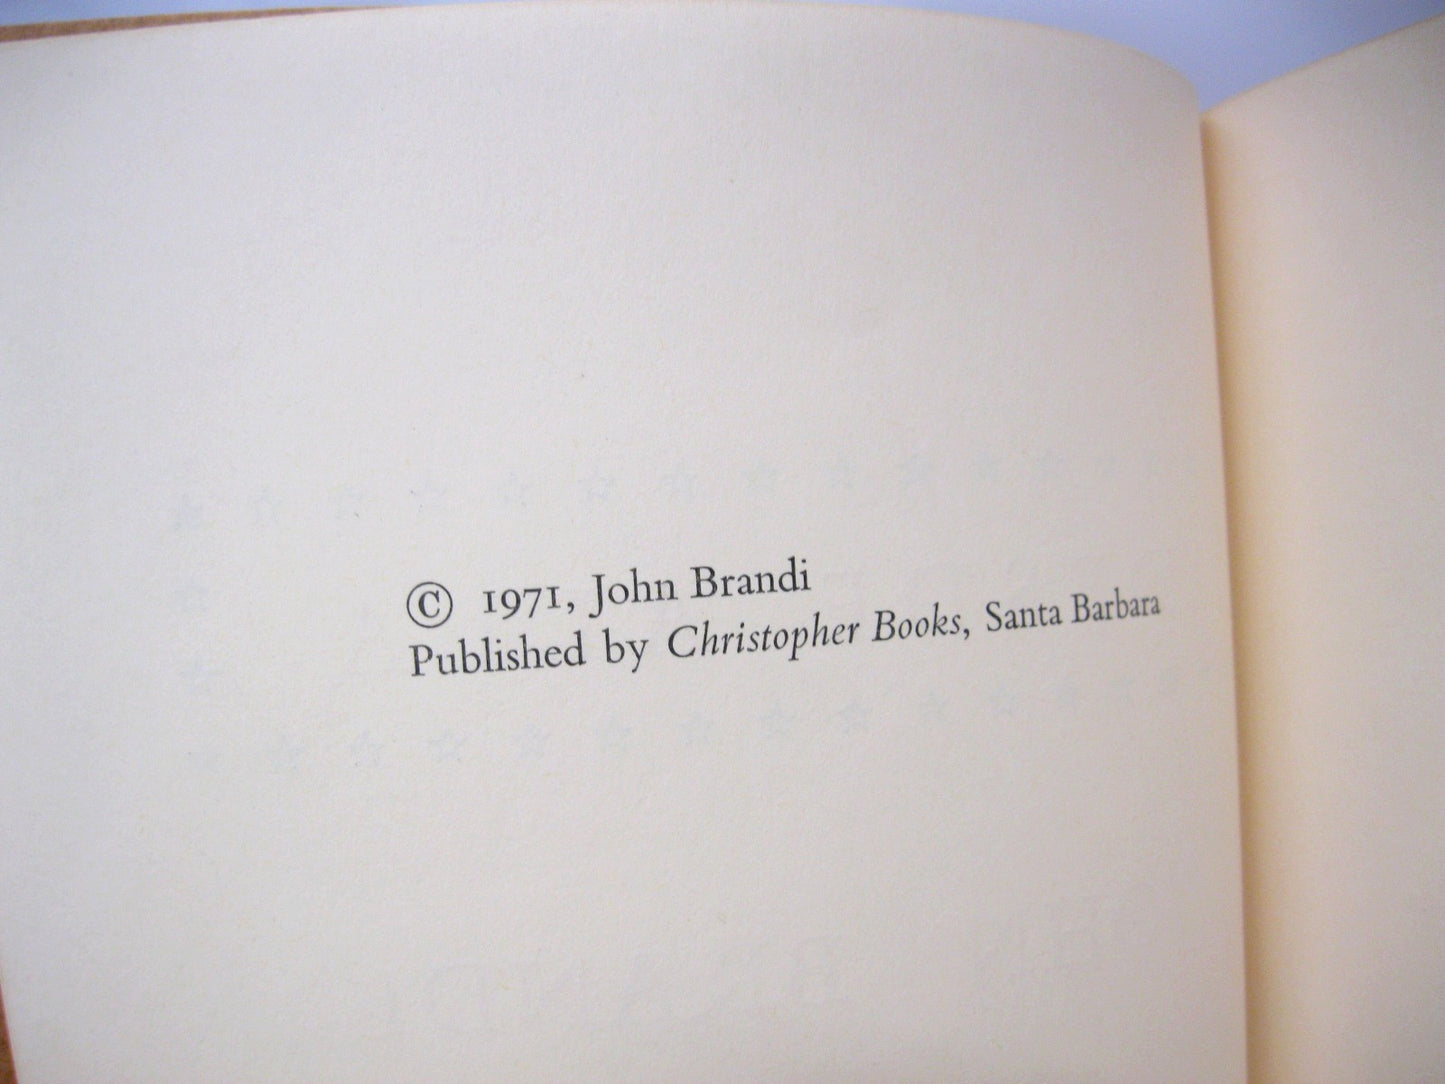 © 1971, John Brandi
Published by Christopher Books, Santa Barbara